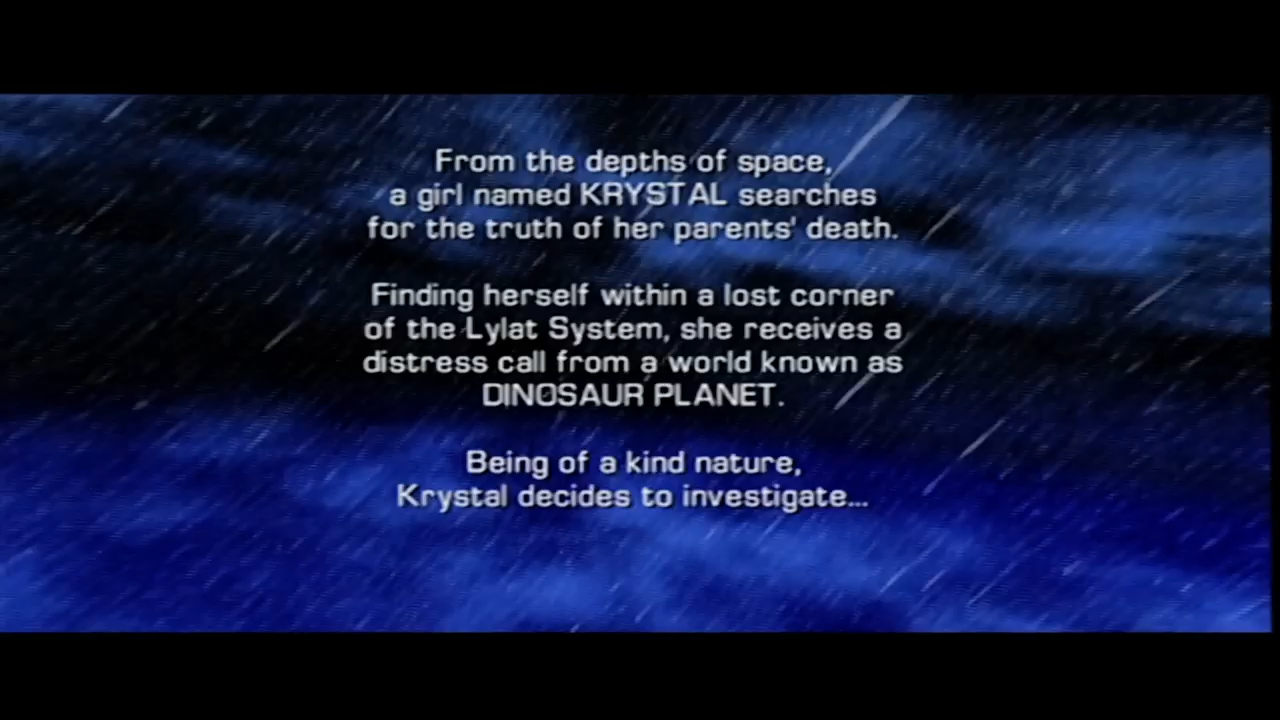 From the depths of space,
a girl named KRYSTAL searches
for the truth of her parents' death.
Finding herself within a lost corner
of the Lylat System, she receives a
distress call from a world known as
DINOSAUR PLANET.
Being of a kind nature,
Krystal decides to investigate...